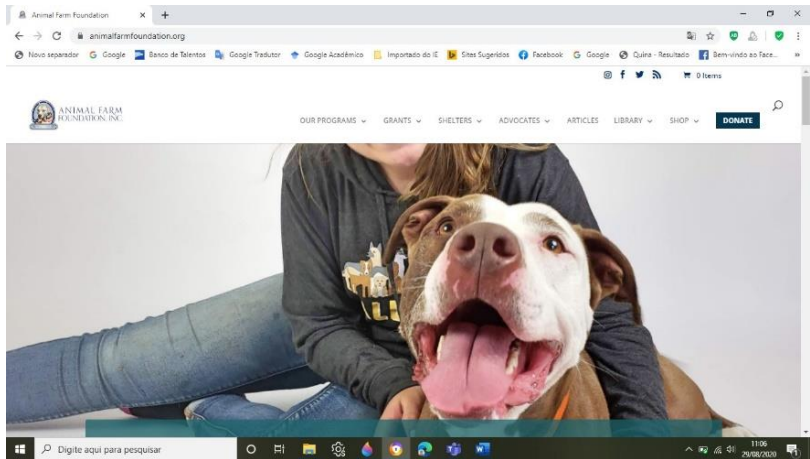 Animal Farm Foundation
animalfarmfoundation.org
Novo separador Google Banco de Talentos Google Tradutor Google Acadêmico Importado do IE Sites Sugeridos Facebook Google Quira - Resultado Bem-vindo ao Face...
0 Items
ANIMAL FARM
FOUNDATION, INC.
OUR PROGRAMS GRANTS SHELTERS ADVOCATES ARTICLES LIBRARY SHOP DONATE
Digite aqui para pesquisar
11:06
29/08/2020